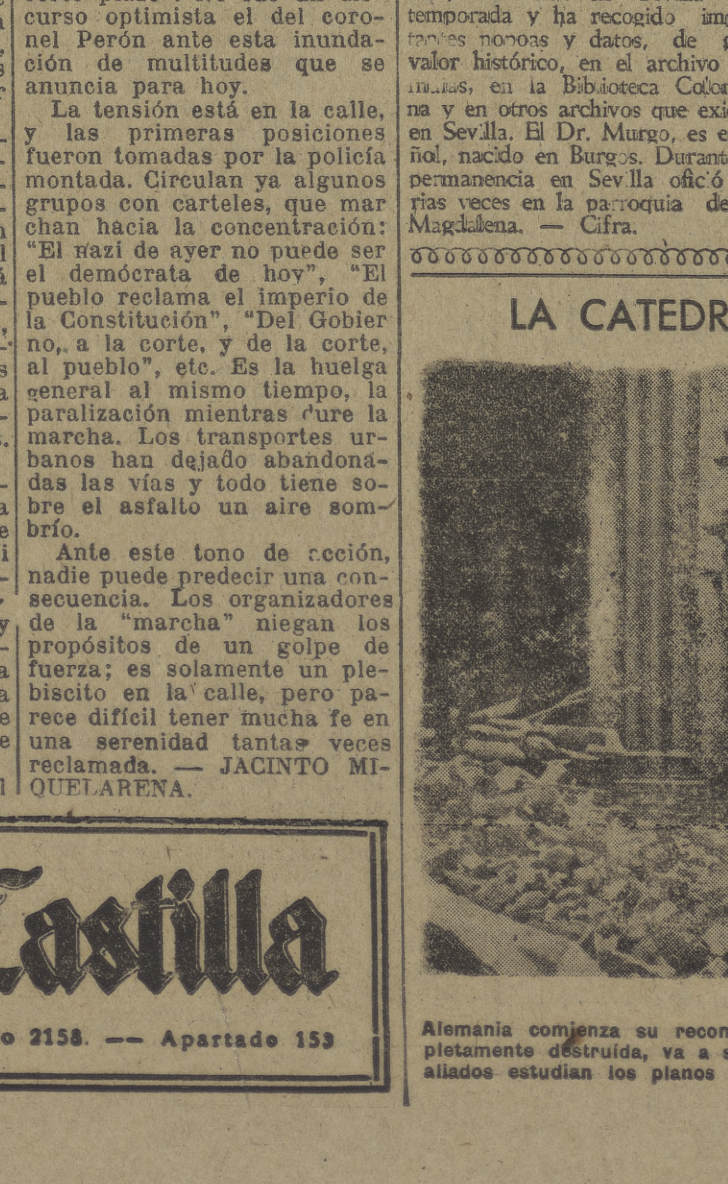 curso optimista el del coro-
nel Perón ante esta inunda-
ción de multitudes que se
anuncia para hoy.
La tensión está en la calle,
y las primeras posiciones
fueron tomadas por la policía
montada. Circulan ya algunos
grupos con carteles, que mar
chan hacia la concentración:
"El nazi de ayer no puede ser
el demócrata de hoy", "El
pueblo reclama el imperio de
la Constitución", "Del Gobier
no, a la corte, y de la corte,
al pueblo", etc. Es la huelga
general al mismo tiempo, la
paralización mientras dure la
marcha. Los transportes ur-
banos han dejado abandona-
das las vías y todo tiene so-
bre el asfalto un aire som-
brío.
Ante este tono de acción,
nadie puede predecir una con-
secuencia. Los organizadores
de la "marcha" niegan los
propósitos de un golpe de
fuerza; es solamente un ple-
biscito en la calle, pero pa-
rece difícil tener mucha fe en
una serenidad tantas veces
reclamada. — JACINTO MI-
QUELARENA.
Castilla
o 2158. —— Apartado 153
temporada y ha recogido imp
y datos, de
valor histórico, en el archivo
en la Biblioteca Colom
na y en otros archivos que exi
en Sevilla. El Dr. Murgo, es e
ñol, nacido en Burgos. Durant
permanencia en Sevilla ofició
rias veces en la parroquia de
Magdalena. — Cifra.
LA CATEDR
Alemania comienza su recon
pletamente destruída, va a s
aliados estudian los planos